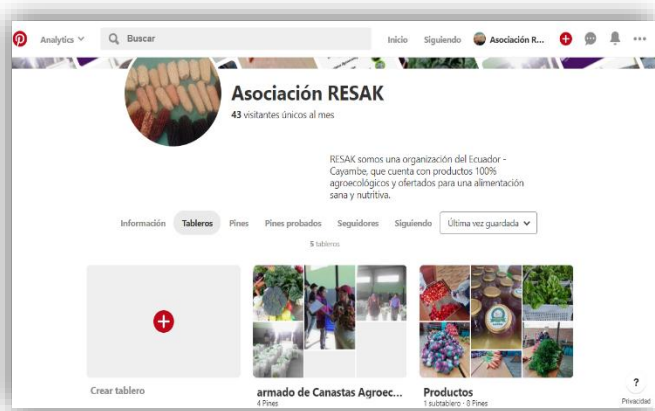 Analytics
Buscar
Inicio Siguiendo Asociación R...
Asociación RESAK
43 visitantes únicos al mes
RESAK somos una organización del Ecuador -
Cayambe, que cuenta con productos 100%
agroecológicos y ofertados para una alimentación
sana y nutritiva.
Información Tableros Pines Pines probados Seguidores Siguiendo Última vez guardada
5 tableros
Crear tablero
armado de Canastas Agroec...
4 Pines
Productos
1 subtablero - 8 Pines
?
Privacidad